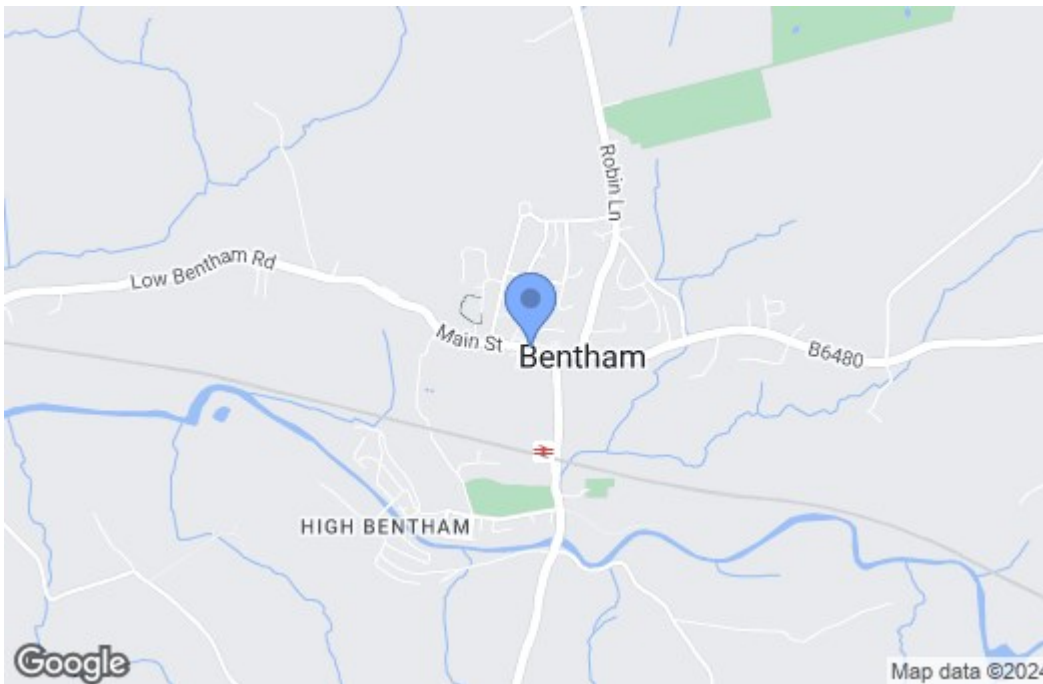 Robin Ln
Low Bentham Rd
Main St
Bentham
B6480
HIGH BENTHAM
Google
Map data ©2024